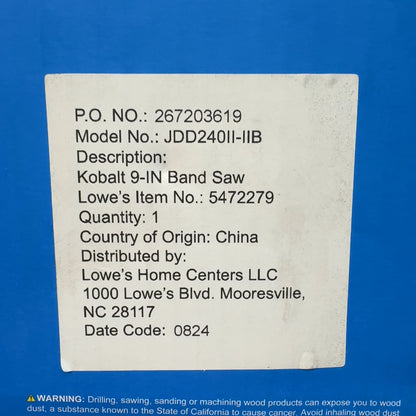 P.O. NO.: 267203619
Model No.: JDD240II-IIB
Description:
Kobalt 9-IN Band Saw
Lowe's Item No.: 5472279
Quantity: 1
Country of Origin: China
Distributed by:
Lowe's Home Centers LLC
1000 Lowe's Blvd. Mooresville,
NC 28117
Date Code: 0824
⚠WARNING: Drilling, sawing, sanding or machining wood products can expose you to wood
dust, a substance known to the State of California to cause cancer. Avoid inhaling wood dust